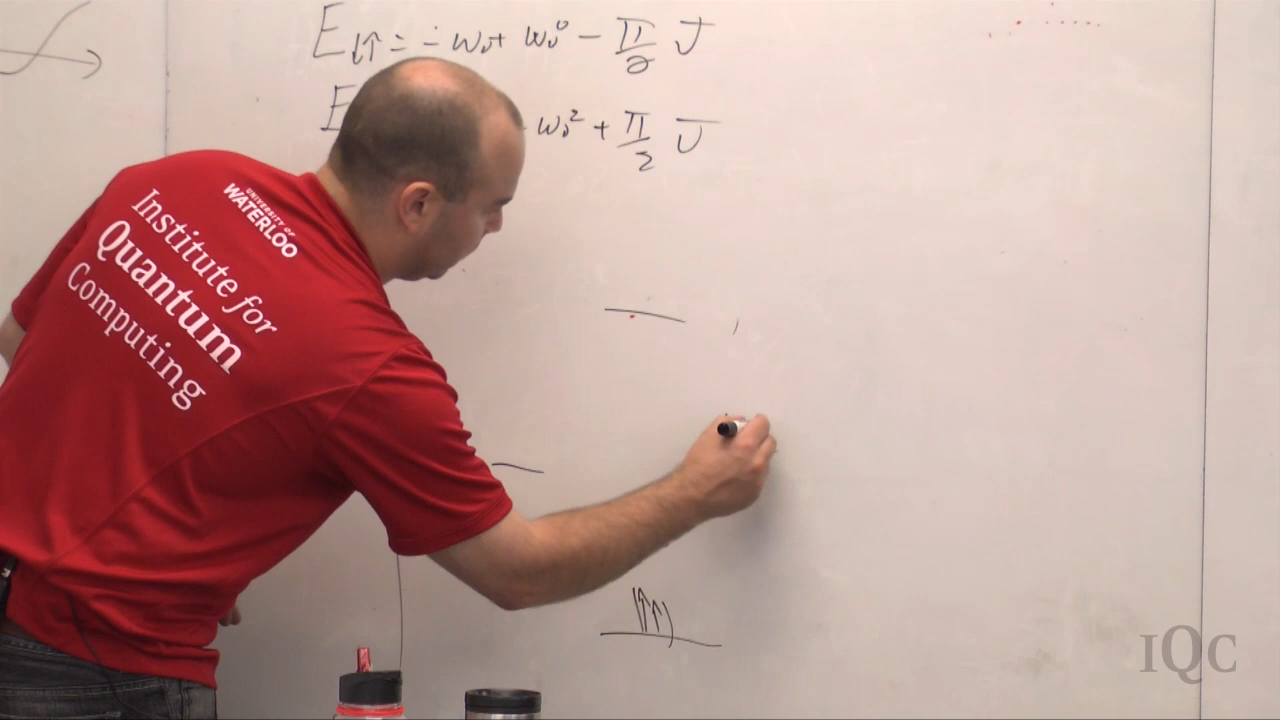 E↓↑ = - ω₀ + ω₀ - π/2 J
E ω₀² + π/2 J
UNIVERSITY OF
WATERLOO
Institute for
Quantum
Computing
|↑↑⟩
IQC